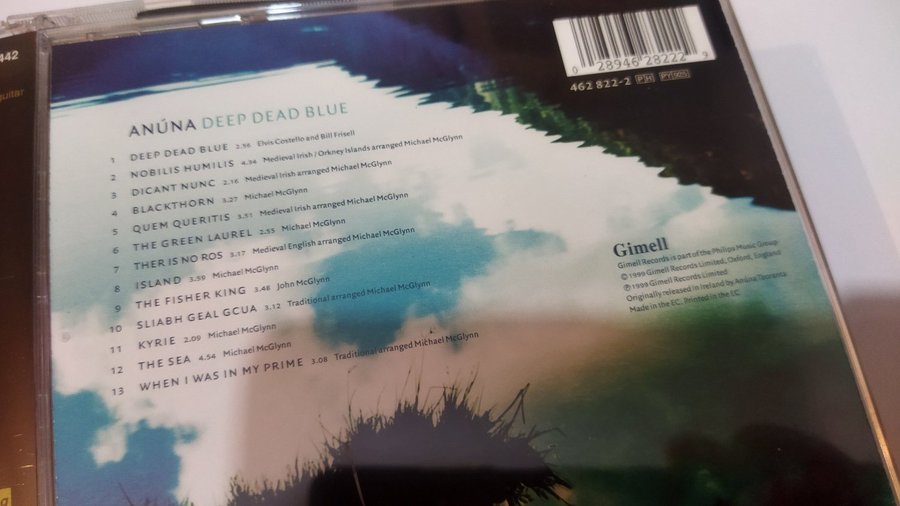 442
guitar
0 28946 28222 9
462 822-2 PH PY 925
ANÚNA DEEP DEAD BLUE
1 DEEP DEAD BLUE 2.56 Elvis Costello and Bill Frisell
2 NOBILIS HUMILIS 4.34 Medieval Irish / Orkney Islands arranged Michael McGlynn
3 DICANT NUNC 2.16 Medieval Irish arranged Michael McGlynn
4 BLACKTHORN 3.27 Michael McGlynn
5 QUEM QUERITIS 3.31 Medieval Irish arranged Michael McGlynn
6 THE GREEN LAUREL 2.55 Michael McGlynn
7 THER IS NO ROS 3.17 Medieval English arranged Michael McGlynn
8 ISLAND 3.59 Michael McGlynn
9 THE FISHER KING 3.48 John McGlynn
10 SLIABH GEAL GCUA 3.12 Traditional arranged Michael McGlynn
11 KYRIE 2.09 Michael McGlynn
12 THE SEA 4.54 Michael McGlynn
13 WHEN I WAS IN MY PRIME 3.08 Traditional arranged Michael McGlynn
Gimell
Gimell Records is part of the Philips Music Group
© 1999 Gimell Records Limited, Oxford, England
℗ 1999 Gimell Records Limited
Originally released in Ireland by Anúna Teoranta
Made in the EC. Printed in the EC